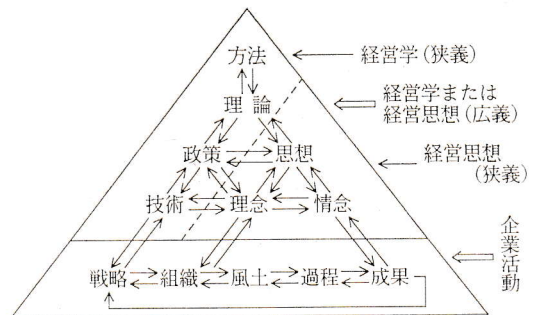 方法
経営学(狭義)
理論
経営学または
経営思想(広義)
政策 思想
経営思想
(狭義)
技術 理念 情念
企業活動
戦略 組織 風土 過程 成果